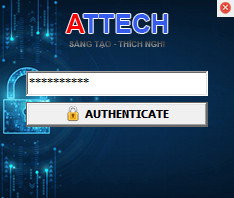 ATTECH
SÁNG TẠO - THÍCH NGHI
**********
AUTHENTICATE